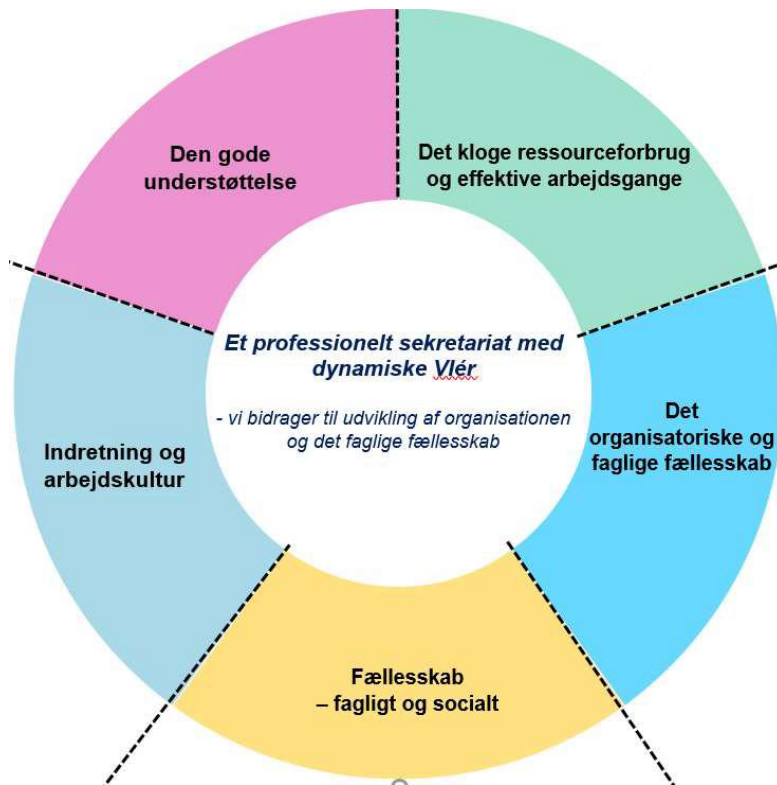 Den gode
understøttelse
Det kloge ressourceforbrug
og effektive arbejdsgange
Et professionelt sekretariat med
dynamiske VIér
- vi bidrager til udvikling af organisationen
og det faglige fællesskab
Det
organisatoriske og
faglige fællesskab
Indretning og
arbejdskultur
Fællesskab
– fagligt og socialt